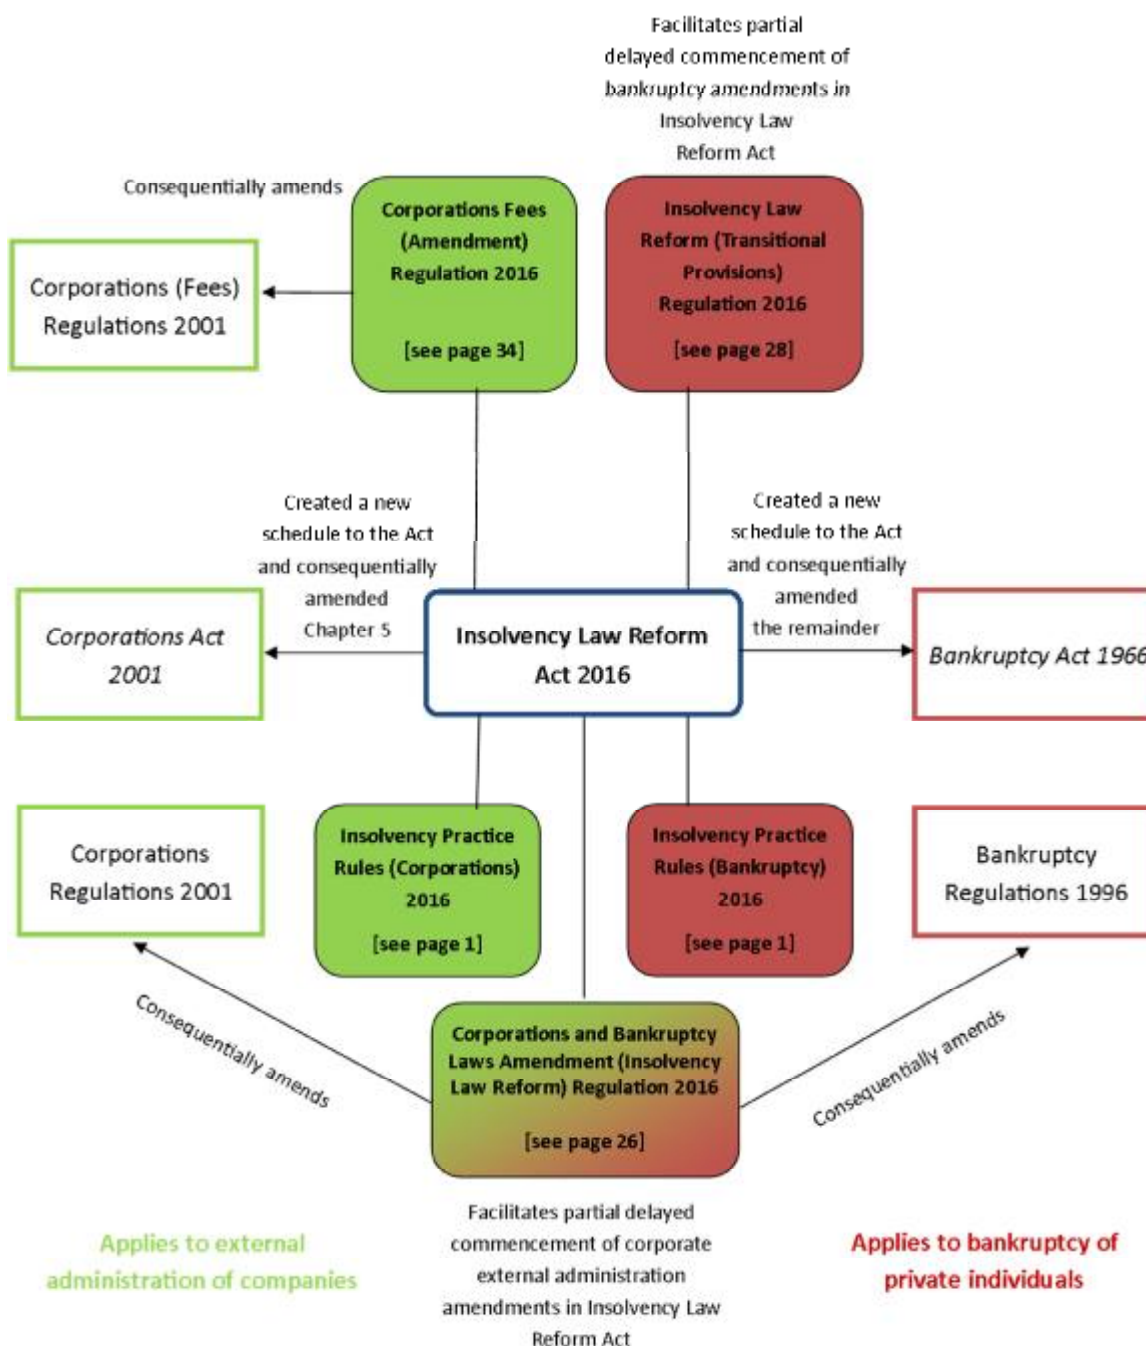 Facilitates partial
delayed commencement of
bankruptcy amendments in
Insolvency Law
Reform Act
Consequentially amends
Corporations Fees
(Amendment)
Regulation 2016
[see page 34]
Insolvency Law
Reform (Transitional
Provisions)
Regulation 2016
[see page 28]
Corporations (Fees)
Regulations 2001
Created a new
schedule to the Act
and consequentially
amended
Chapter 5
Created a new
schedule to the Act
and consequentially
amended
the remainder
Corporations Act
2001
Insolvency Law Reform
Act 2016
Bankruptcy Act 1966
Corporations
Regulations 2001
Insolvency Practice
Rules (Corporations)
2016
[see page 1]
Insolvency Practice
Rules (Bankruptcy)
2016
[see page 1]
Bankruptcy
Regulations 1996
Consequentially amends
Corporations and Bankruptcy
Laws Amendment (Insolvency
Law Reform) Regulation 2016
[see page 26]
Consequentially amends
Applies to external
administration of companies
Facilitates partial delayed
commencement of corporate
external administration
amendments in Insolvency Law
Reform Act
Applies to bankruptcy of
private individuals